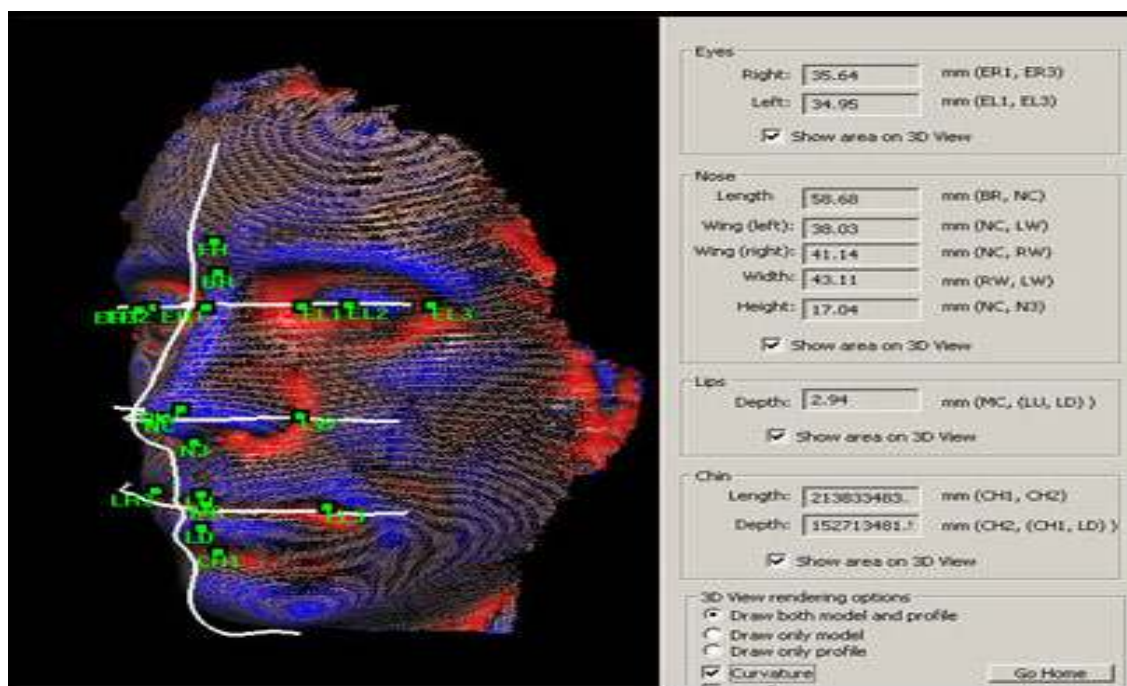 FH
BR
EL1 EL2 EL3
NC
N3
LD
CH1
Eyes
Right: 35.64 mm (ER1, ER3)
Left: 34.95 mm (EL1, EL3)
Show area on 3D View
Nose
Length 58.68 mm (BR, NC)
Wing (left): 38.03 mm (NC, LW)
Wing (right): 41.14 mm (NC, RW)
Width: 43.11 mm (RW, LW)
Height: 17.04 mm (NC, N3)
Show area on 3D View
Lips
Depth: 2.94 mm (MC, (LU, LD) )
Show area on 3D View
Chin
Length: 213833483. mm (CH1, CH2)
Depth: 152713481. mm (CH2, (CH1, LD) )
Show area on 3D View
3D View rendering options
Draw both model and profile
Draw only model
Draw only profile
Curvature
Go Home